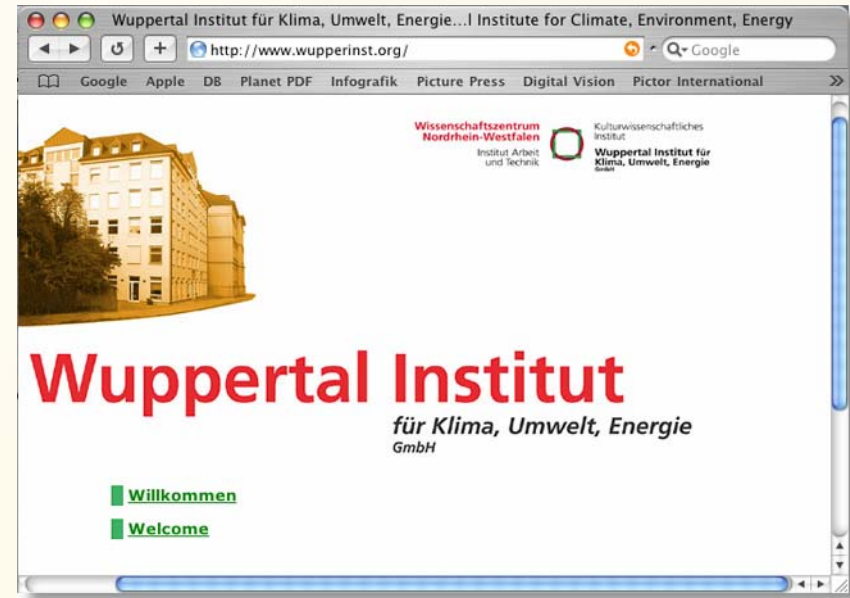 Wuppertal Institut für Klima, Umwelt, Energie...l Institute for Climate, Environment, Energy
http://www.wupperinst.org/
Google
Google Apple DB Planet PDF Infografik Picture Press Digital Vision Pictor International
Wissenschaftszentrum
Nordrhein-Westfalen
Institut Arbeit
und Technik
Kulturwissenschaftliches
Institut
Wuppertal Institut für
Klima, Umwelt, Energie
GmbH
Wuppertal Institut
für Klima, Umwelt, Energie
GmbH
Willkommen
Welcome